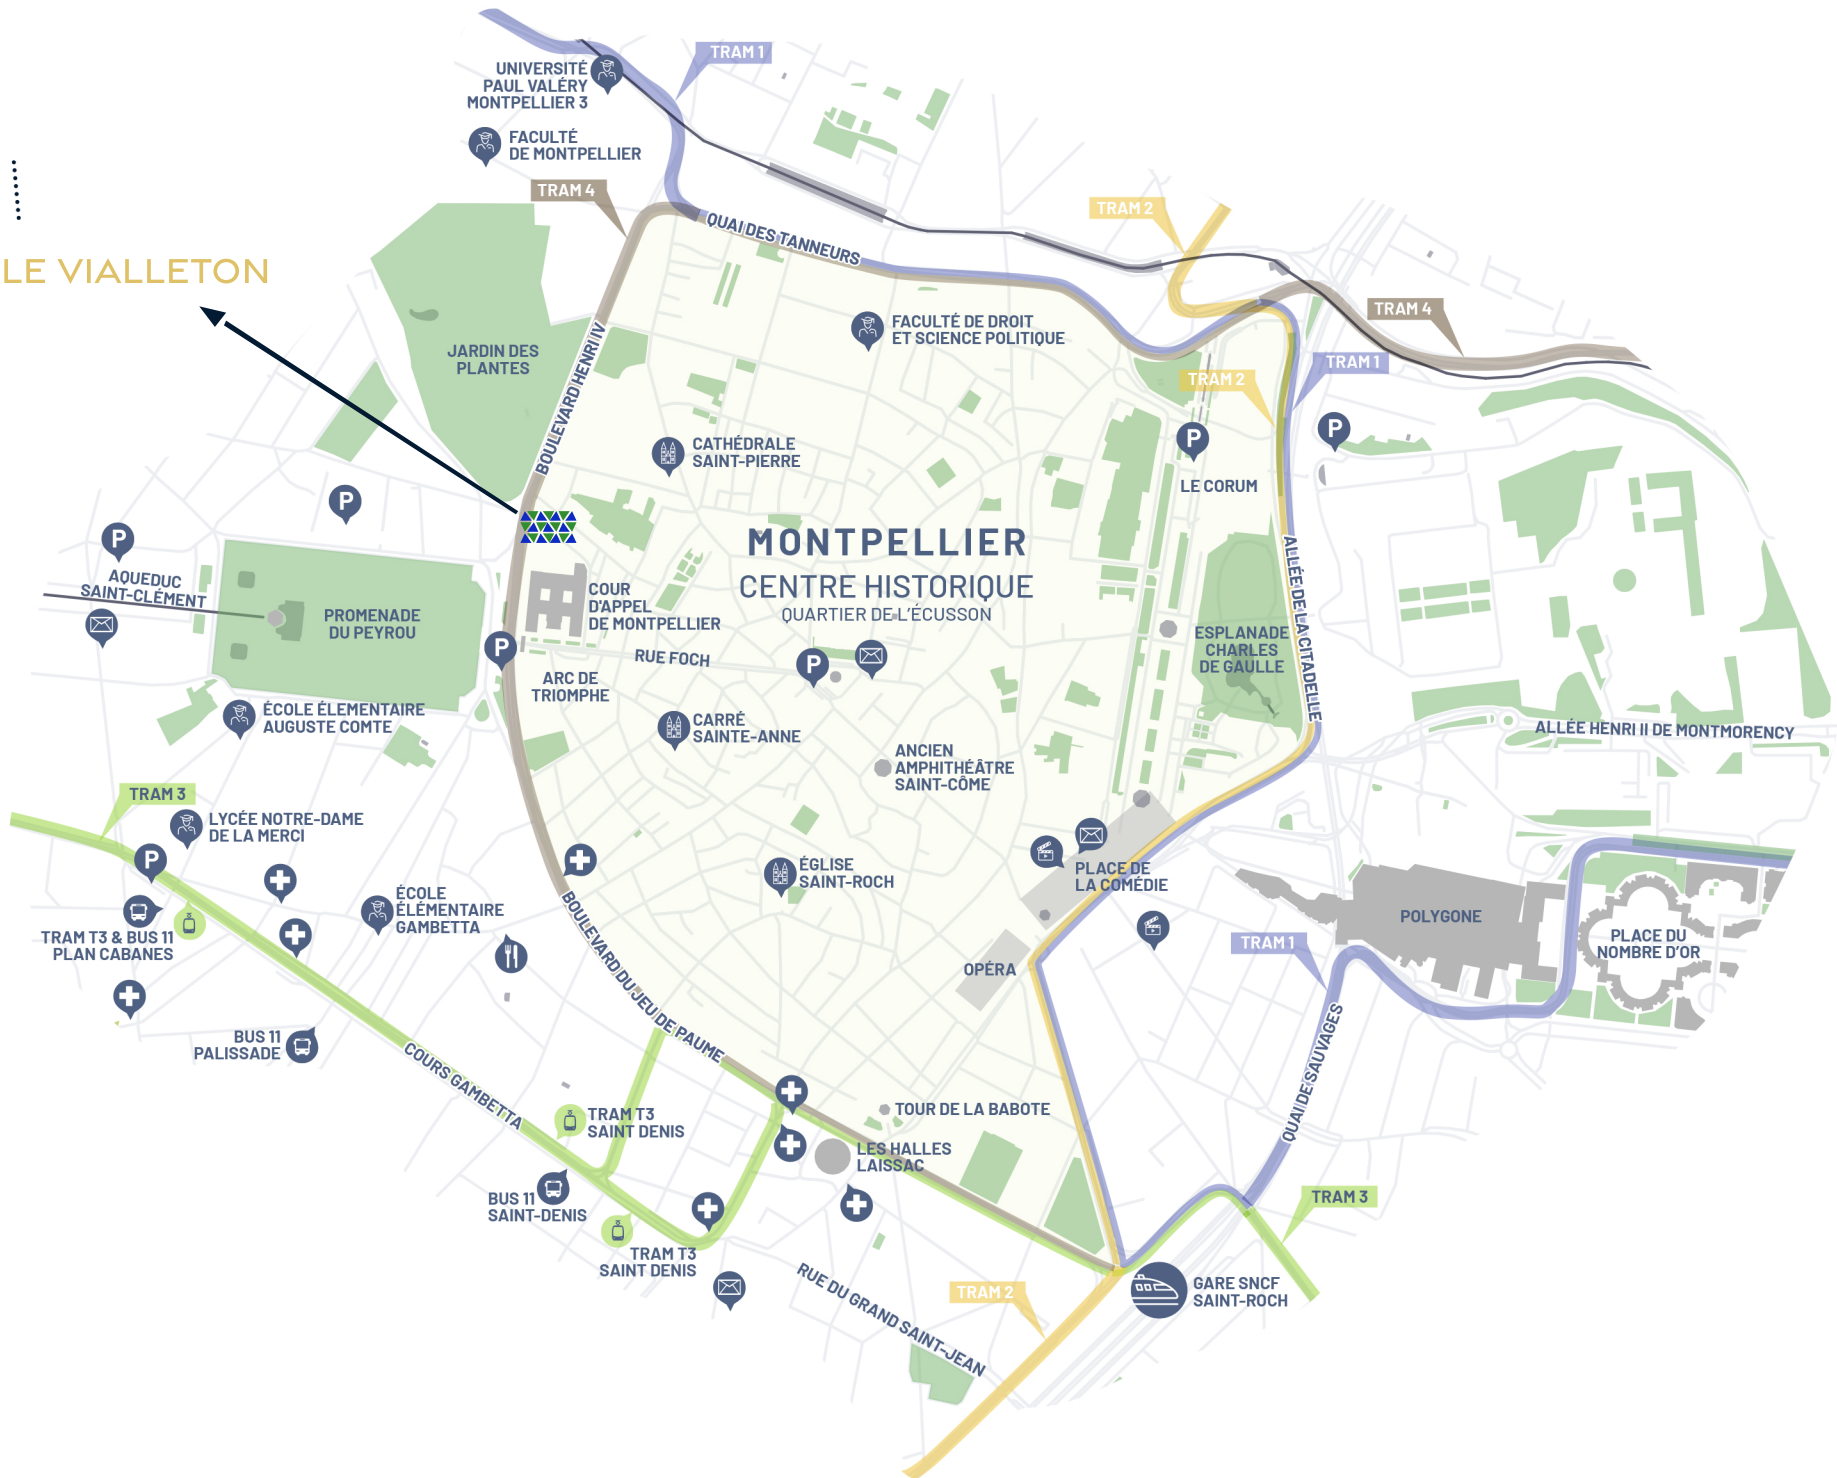 TRAM 1
UNIVERSITÉ
PAUL VALÉRY
MONTPELLIER 3
FACULTÉ
DE MONTPELLIER
TRAM 4
QUAI DES TANNEURS
TRAM 2
LE VIALLETON
TRAM 4
FACULTÉ DE DROIT
ET SCIENCE POLITIQUE
JARDIN DES
PLANTES
BOULEVARD HENRI IV
TRAM 1
TRAM 2
P
P
CATHÉDRALE
SAINT-PIERRE
LE CORUM
P
P
MONTPELLIER
CENTRE HISTORIQUE
QUARTIER DE L'ÉCUSSON
AQUEDUC
SAINT-CLÉMENT
PROMENADE
DU PEYROU
COUR
D'APPEL
DE MONTPELLIER
ALLÉE DE LA CITADELLE
ESPLANADE
CHARLES
DE GAULLE
P
RUE FOCH
P
ARC DE
TRIOMPHE
ÉCOLE ÉLEMENTAIRE
AUGUSTE COMTE
CARRÉ
SAINTE-ANNE
ALLÉE HENRI II DE MONTMORENCY
ANCIEN
AMPHITHÉÂTRE
SAINT-CÔME
TRAM 3
LYCÉE NOTRE-DAME
DE LA MERCI
P
ÉGLISE
SAINT-ROCH
PLACE DE
LA COMÉDIE
ÉCOLE
ÉLÉMENTAIRE
GAMBETTA
POLYGONE
TRAM T3 & BUS 11
PLAN CABANES
TRAM 1
PLACE DU
NOMBRE D'OR
OPÉRA
BOULEVARD DU JEU DE PAUME
BUS 11
PALISSADE
COURS GAMBETTA
QUAI DE SAUVAGES
TRAM T3
SAINT DENIS
TOUR DE LA BABOTE
LES HALLES
LAISSAC
BUS 11
SAINT-DENIS
TRAM 3
TRAM T3
SAINT DENIS
RUE DU GRAND SAINT-JEAN
TRAM 2
GARE SNCF
SAINT-ROCH